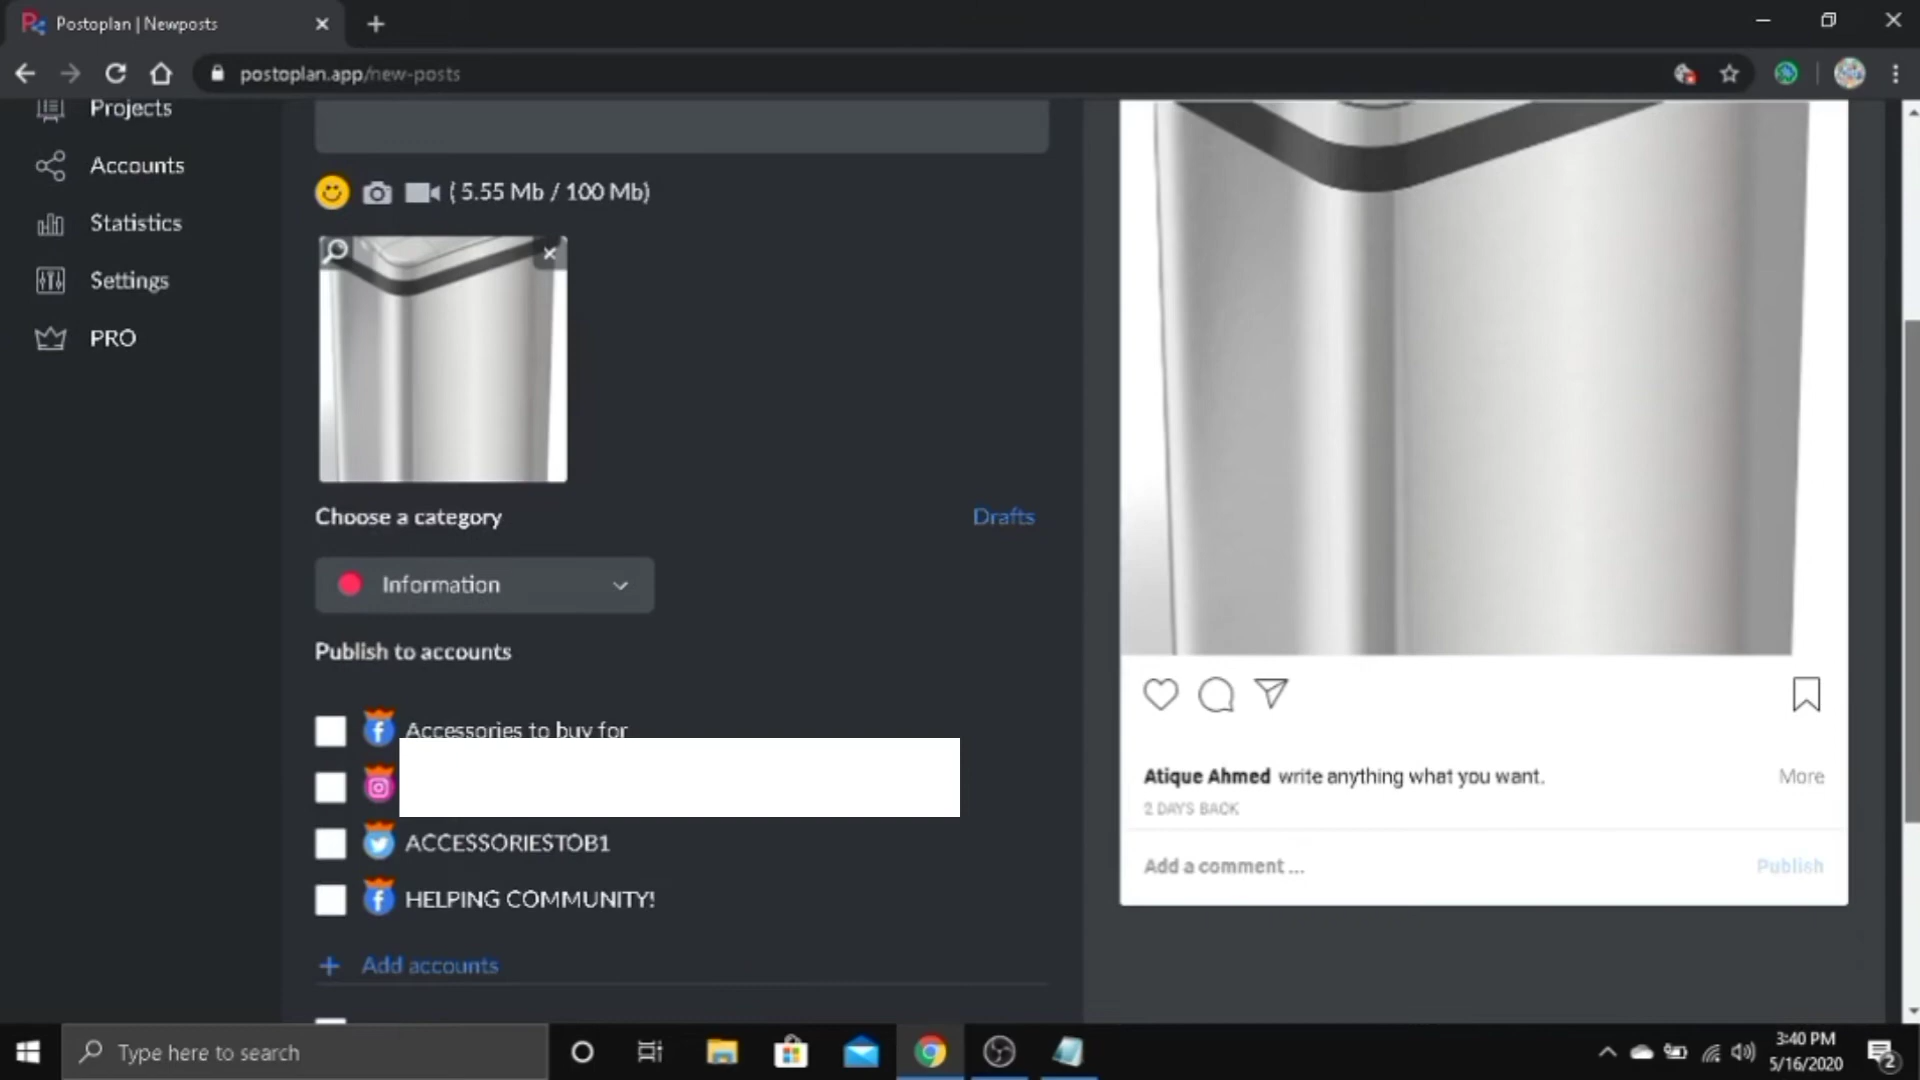 Postoplan | Newposts
postoplan.app/new-posts
Projects
Accounts
Statistics
Settings
PRO
( 5.55 Mb / 100 Mb)
Choose a category
Drafts
Information
Publish to accounts
Accessories to buy for
ACCESSORIESTOB1
HELPING COMMUNITY!
+ Add accounts
Atique Ahmed write anything what you want.
More
2 DAYS BACK
Add a comment ...
Publish
Type here to search
3:40 PM
5/16/2020
2